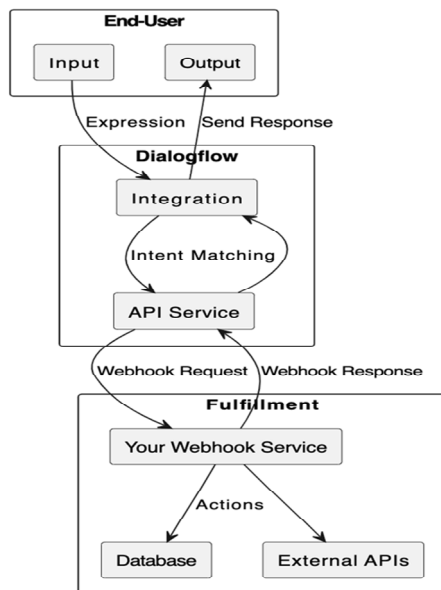 End-User
Input Output
Expression Send Response
Dialogflow
Integration
Intent Matching
API Service
Webhook Request Webhook Response
Fulfillment
Your Webhook Service
Actions
Database External APIs